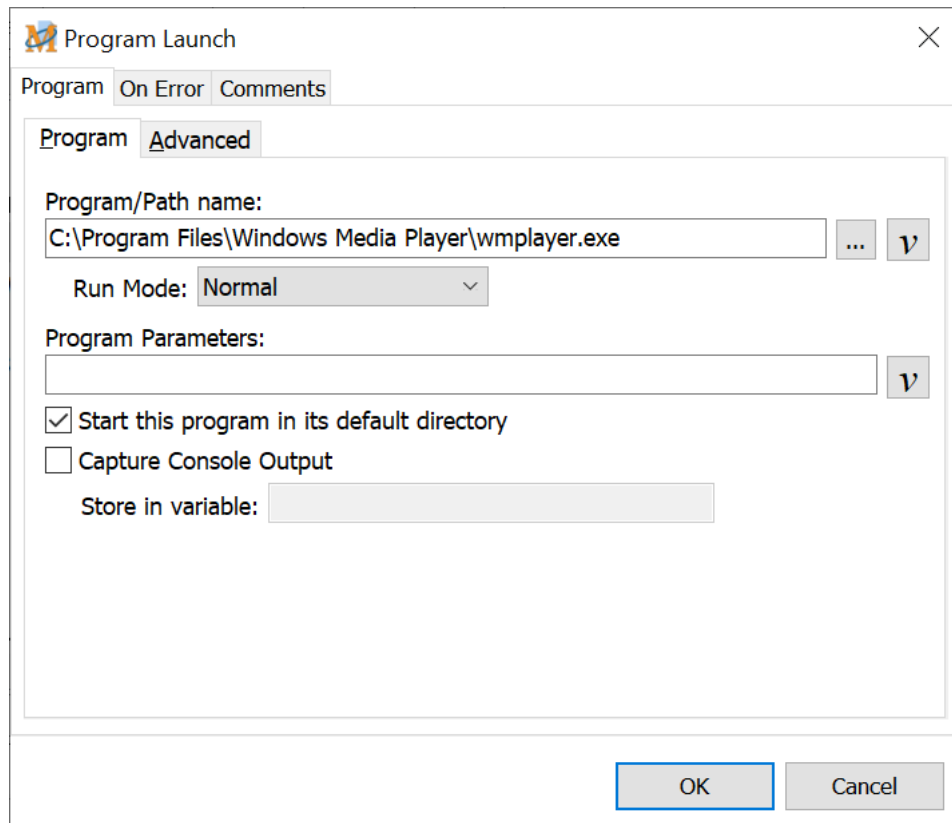 Program Launch
Program On Error Comments
Program Advanced
Program/Path name:
C:\Program Files\Windows Media Player\wmplayer.exe ... v
Run Mode: Normal
Program Parameters:
v
Start this program in its default directory
Capture Console Output
Store in variable:
OK Cancel